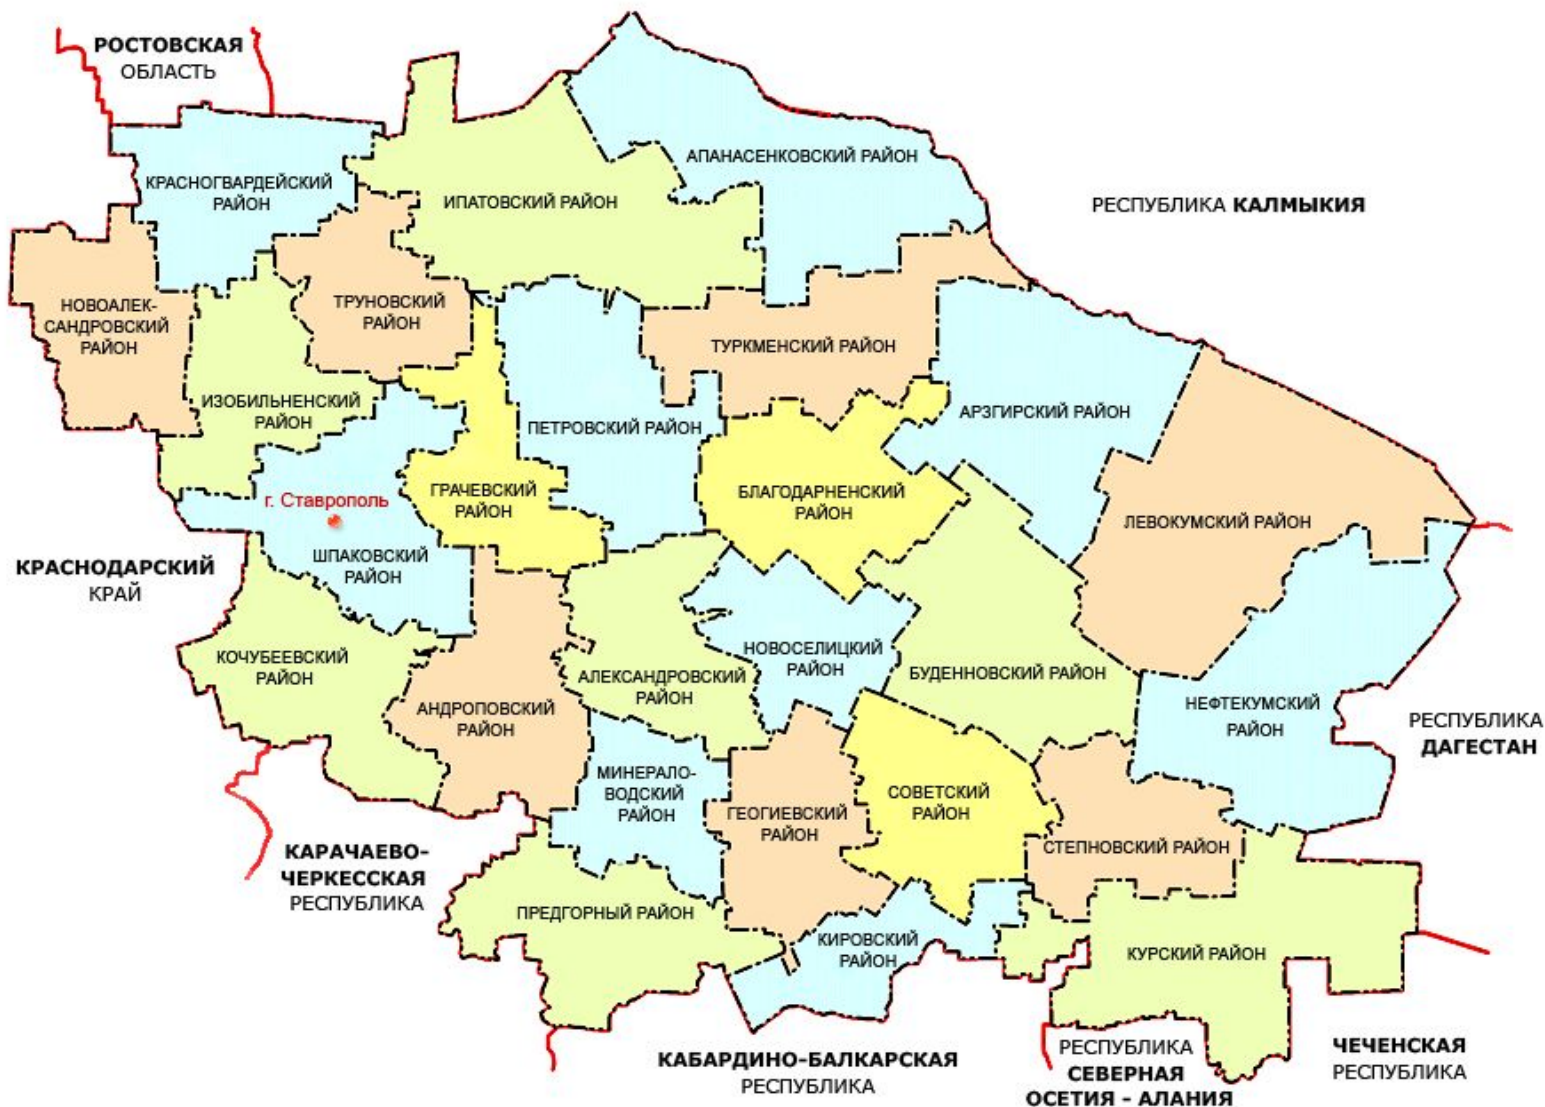 РОСТОВСКАЯ
ОБЛАСТЬ
АПАНАСЕНКОВСКИЙ РАЙОН
КРАСНОГВАРДЕЙСКИЙ
РАЙОН
ИПАТОВСКИЙ РАЙОН
РЕСПУБЛИКА КАЛМЫКИЯ
НОВОАЛЕК-
САНДРОВСКИЙ
РАЙОН
ТРУНОВСКИЙ
РАЙОН
ТУРКМЕНСКИЙ РАЙОН
ИЗОБИЛЬНЕНСКИЙ
РАЙОН
ПЕТРОВСКИЙ РАЙОН
АРЗГИРСКИЙ РАЙОН
г. Ставрополь
ГРАЧЕВСКИЙ
РАЙОН
БЛАГОДАРНЕНСКИЙ
РАЙОН
ЛЕВОКУМСКИЙ РАЙОН
КРАСНОДАРСКИЙ
КРАЙ
ШПАКОВСКИЙ
РАЙОН
КОЧУБЕЕВСКИЙ
РАЙОН
АЛЕКСАНДРОВСКИЙ
РАЙОН
НОВОСЕЛИЦКИЙ
РАЙОН
БУДЕННОВСКИЙ РАЙОН
АНДРОПОВСКИЙ
РАЙОН
НЕФТЕКУМСКИЙ
РАЙОН
РЕСПУБЛИКА
ДАГЕСТАН
МИНЕРАЛО-
ВОДСКИЙ
РАЙОН
ГЕОГИЕВСКИЙ
РАЙОН
СОВЕТСКИЙ
РАЙОН
СТЕПНОВСКИЙ РАЙОН
КАРАЧАЕВО-
ЧЕРКЕССКАЯ
РЕСПУБЛИКА
ПРЕДГОРНЫЙ РАЙОН
КИРОВСКИЙ
РАЙОН
КУРСКИЙ РАЙОН
КАБАРДИНО-БАЛКАРСКАЯ
РЕСПУБЛИКА
РЕСПУБЛИКА
СЕВЕРНАЯ
ОСЕТИЯ - АЛАНИЯ
ЧЕЧЕНСКАЯ
РЕСПУБЛИКА